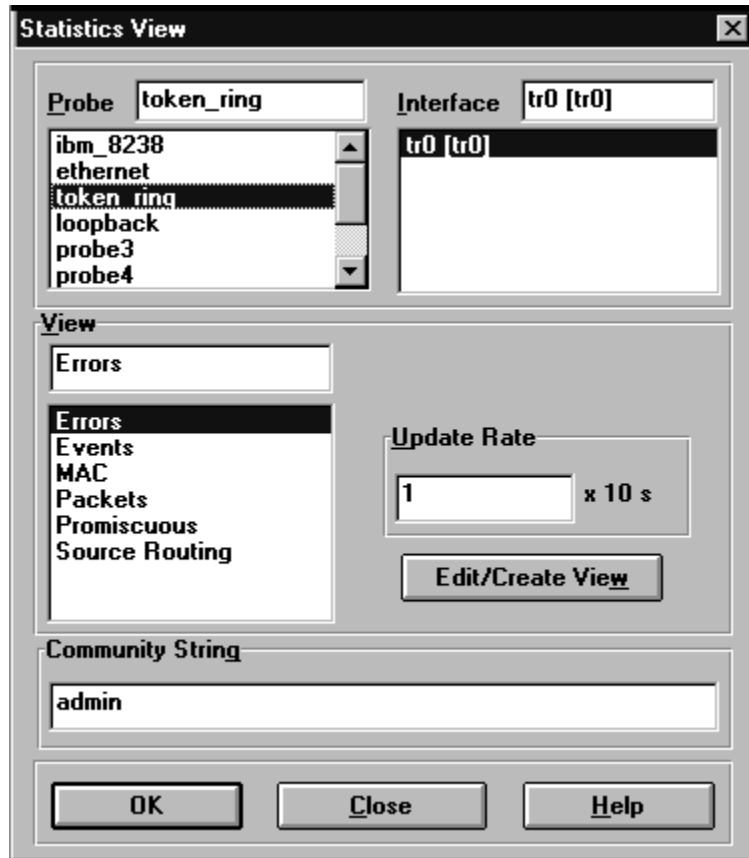 Statistics View
Probe token_ring
ibm_8238
ethernet
token_ring
loopback
probe3
probe4
Interface tr0 [tr0]
tr0 [tr0]
View
Errors
Errors
Events
MAC
Packets
Promiscuous
Source Routing
Update Rate
1 x 10 s
Edit/Create View
Community String
admin
OK Close Help